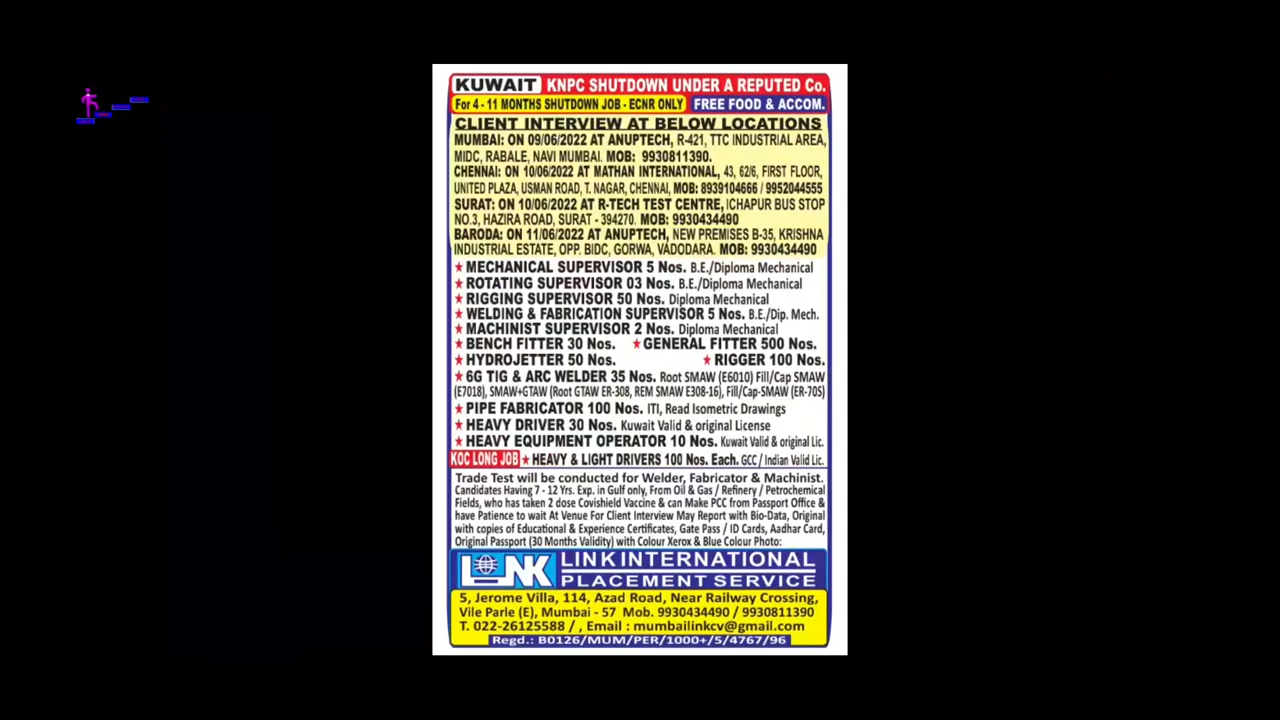 KUWAIT KNPC SHUTDOWN UNDER A REPUTED Co.
For 4 - 11 MONTHS SHUTDOWN JOB - ECNR ONLY FREE FOOD & ACCOM.
CLIENT INTERVIEW AT BELOW LOCATIONS
MUMBAI: ON 09/06/2022 AT ANUPTECH, R-421, TTC INDUSTRIAL AREA,
MIDC, RABALE, NAVI MUMBAI. MOB: 9930811390.
CHENNAI: ON 10/06/2022 AT MATHAN INTERNATIONAL, 43, 62/6, FIRST FLOOR,
UNITED PLAZA, USMAN ROAD, T. NAGAR, CHENNAI, MOB: 8939104666 / 9952044555
SURAT: ON 10/06/2022 AT R-TECH TEST CENTRE, ICHAPUR BUS STOP
NO.3, HAZIRA ROAD, SURAT - 394270. MOB: 9930434490
BARODA: ON 11/06/2022 AT ANUPTECH, NEW PREMISES B-35, KRISHNA
INDUSTRIAL ESTATE, OPP. BIDC, GORWA, VADODARA. MOB: 9930434490
★ MECHANICAL SUPERVISOR 5 Nos. B.E./Diploma Mechanical
★ ROTATING SUPERVISOR 03 Nos. B.E./Diploma Mechanical
★ RIGGING SUPERVISOR 50 Nos. Diploma Mechanical
★ WELDING & FABRICATION SUPERVISOR 5 Nos. B.E./Dip. Mech.
★ MACHINIST SUPERVISOR 2 Nos. Diploma Mechanical
★ BENCH FITTER 30 Nos. ★ GENERAL FITTER 500 Nos.
★ HYDROJETTER 50 Nos. ★ RIGGER 100 Nos.
★ 6G TIG & ARC WELDER 35 Nos. Root SMAW (E6010) Fill/Cap SMAW
(E7018), SMAW+GTAW (Root GTAW ER-308, REM SMAW E308-16), Fill/Cap-SMAW (ER-70S)
★ PIPE FABRICATOR 100 Nos. ITI, Read Isometric Drawings
★ HEAVY DRIVER 30 Nos. Kuwait Valid & original License
★ HEAVY EQUIPMENT OPERATOR 10 Nos. Kuwait Valid & original Lic.
KOC LONG JOB ★ HEAVY & LIGHT DRIVERS 100 Nos. Each. GCC / Indian Valid Lic.
Trade Test will be conducted for Welder, Fabricator & Machinist.
Candidates Having 7 - 12 Yrs. Exp. in Gulf only, From Oil & Gas / Refinery / Petrochemical
Fields, who has taken 2 dose Covishield Vaccine & can Make PCC from Passport Office &
have Patience to wait At Venue For Client Interview May Report with Bio-Data, Original
with copies of Educational & Experience Certificates, Gate Pass / ID Cards, Aadhar Card,
Original Passport (30 Months Validity) with Colour Xerox & Blue Colour Photo:
LINK LINK INTERNATIONAL
PLACEMENT SERVICE
5, Jerome Villa, 114, Azad Road, Near Railway Crossing,
Vile Parle (E), Mumbai - 57 Mob. 9930434490 / 9930811390
T. 022-26125588 / , Email : mumbailinkcv@gmail.com
Regd.: B0126/MUM/PER/1000+/5/4767/96